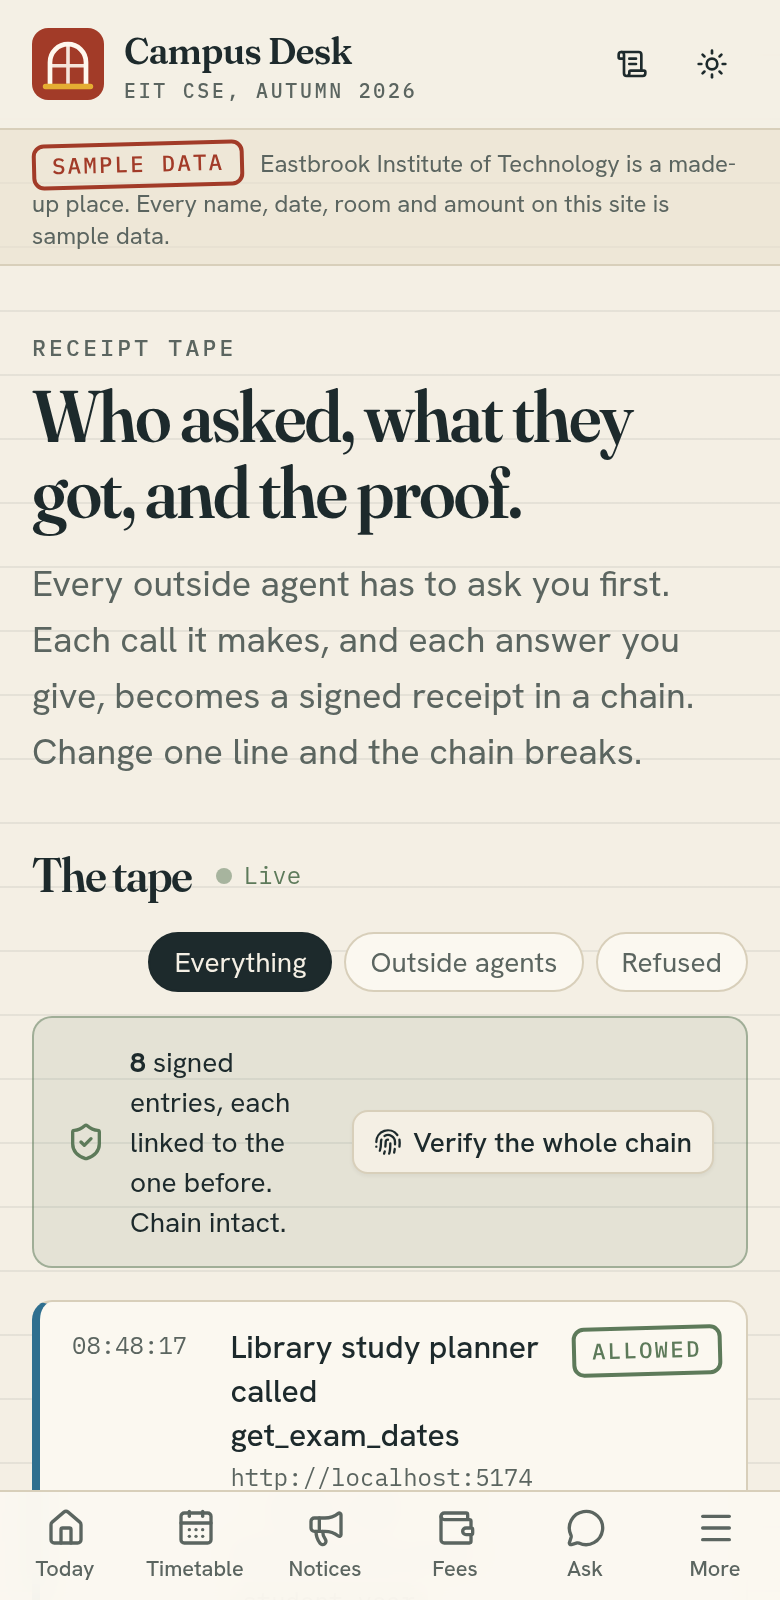 Campus Desk
EIT CSE, AUTUMN 2026
SAMPLE DATA Eastbrook Institute of Technology is a made-
up place. Every name, date, room and amount on this site is
sample data.
RECEIPT TAPE
Who asked, what they
got, and the proof.
Every outside agent has to ask you first.
Each call it makes, and each answer you
give, becomes a signed receipt in a chain.
Change one line and the chain breaks.
The tape Live
Everything Outside agents Refused
8 signed
entries, each
linked to the
one before.
Chain intact.
Verify the whole chain
08:48:17
Library study planner
called
get_exam_dates
http://localhost:5174
ALLOWED
Today Timetable Notices Fees Ask More